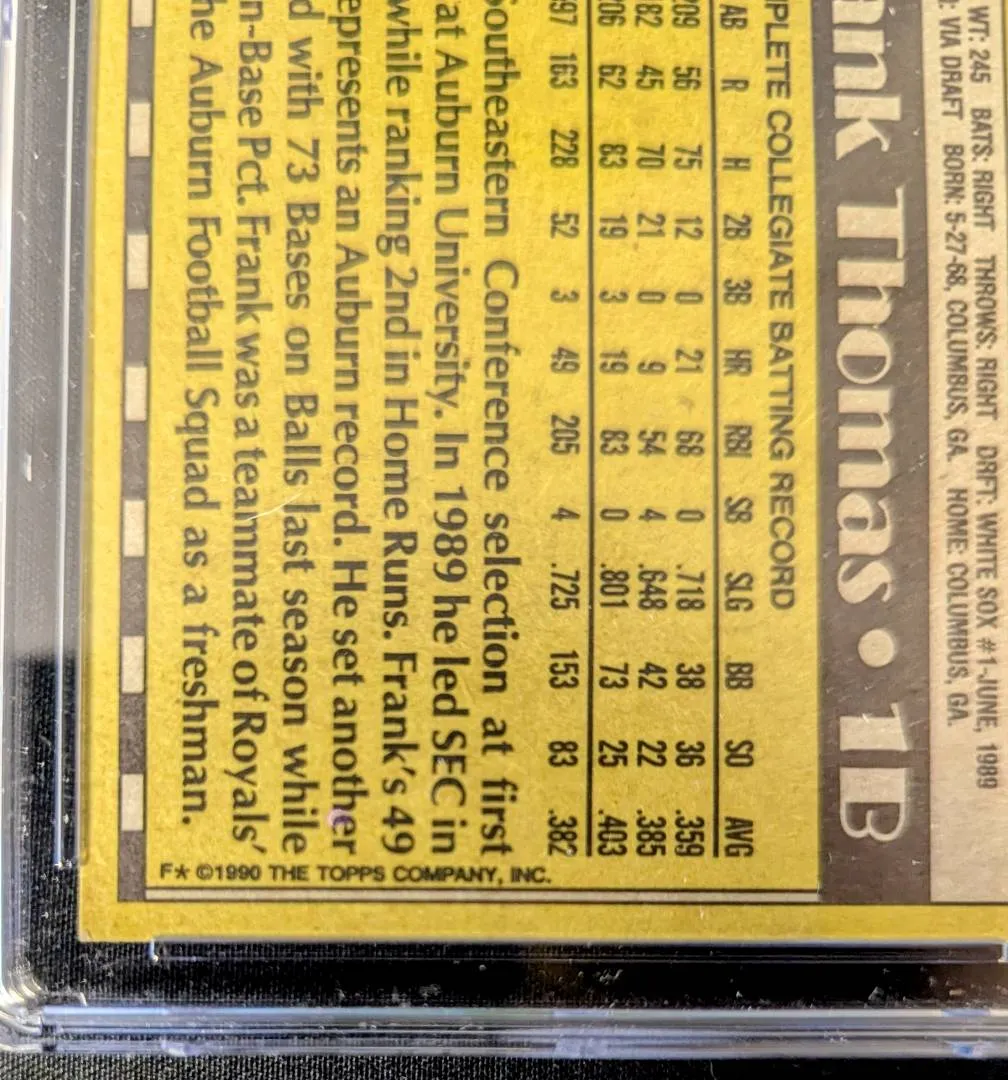 WT: 245 BATS: RIGHT THROWS: RIGHT DRFT: WHITE SOX #1-JUNE, 1989
VIA DRAFT BORN: 5-27-68, COLUMBUS, GA. HOME: COLUMBUS, GA.
ank Thomas • 1B
PLETE COLLEGIATE BATTING RECORD
AB R H 2B 3B HR RBI SB SLG BB SO AVG
209 56 75 12 0 21 68 0 .718 38 36 .359
82 45 70 21 0 9 54 4 .648 42 22 .385
206 62 83 19 3 19 83 0 .801 73 25 .403
97 163 228 52 3 49 205 4 .725 153 83 .382
Southeastern Conference selection at first
at Auburn University. In 1989 he led SEC in
while ranking 2nd in Home Runs. Frank's 49
epresents an Auburn record. He set another
d with 73 Bases on Balls last season while
n-Base Pct. Frank was a teammate of Royals'
he Auburn Football Squad as a freshman.
F* ©1990 THE TOPPS COMPANY, INC.